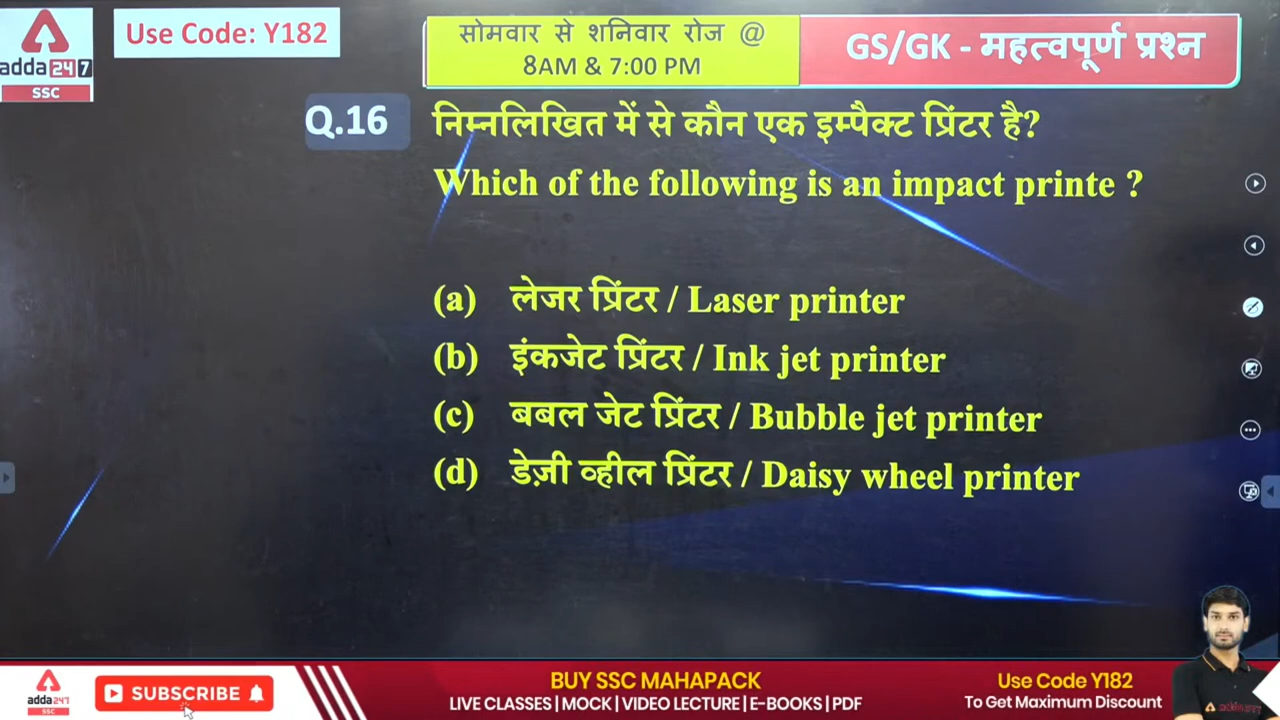 adda247
SSC
Use Code: Y182
सोमवार से शनिवार रोज @
8AM & 7:00 PM
GS/GK - महत्वपूर्ण प्रश्न
Q.16
निम्नलिखित में से कौन एक इम्पैक्ट प्रिंटर है?
Which of the following is an impact printe ?
(a) लेजर प्रिंटर / Laser printer
(b) इंकजेट प्रिंटर / Ink jet printer
(c) बबल जेट प्रिंटर / Bubble jet printer
(d) डेज़ी व्हील प्रिंटर / Daisy wheel printer
adda247
SSC
SUBSCRIBE
BUY SSC MAHAPACK
LIVE CLASSES | MOCK | VIDEO LECTURE | E-BOOKS | PDF
Use Code Y182
To Get Maximum Discount